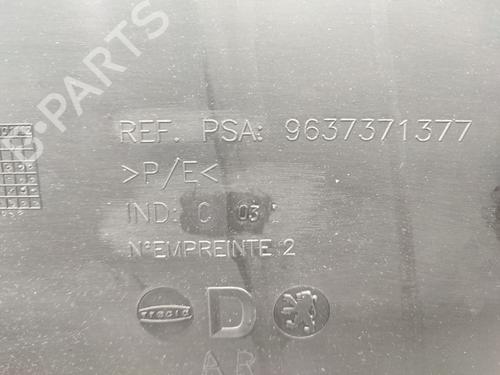 B-PARTS
REF. PSA: 9637371377
>P/E<
IND: C 03
N°EMPREINTE:2
D
AR